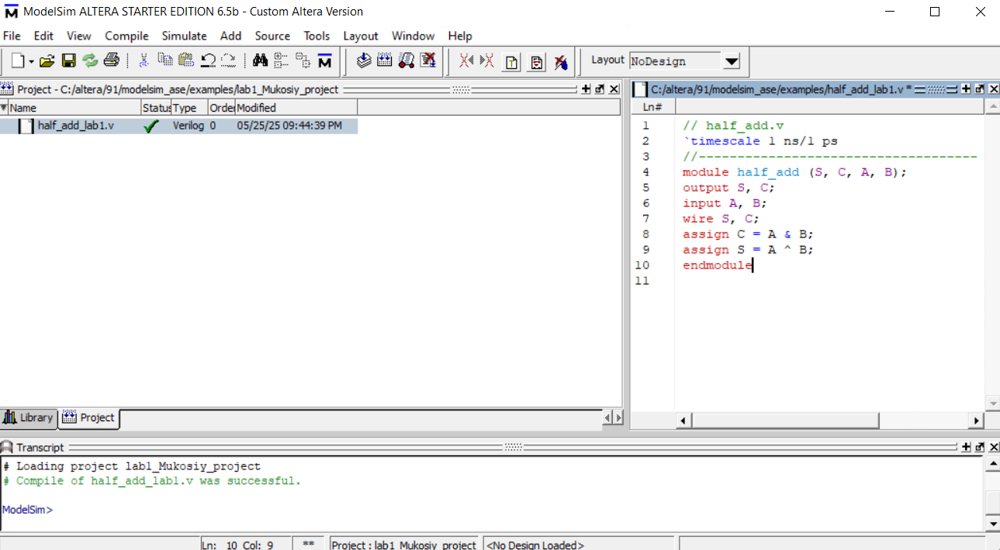 ModelSim ALTERA STARTER EDITION 6.5b - Custom Altera Version
File Edit View Compile Simulate Add Source Tools Layout Window Help
Layout NoDesign
Project - C:/altera/91/modelsim_ase/examples/lab1_Mukosiy_project
Name Status Type Order Modified
half_add_lab1.v Verilog 0 05/25/25 09:44:39 PM
Library Project
C:/altera/91/modelsim_ase/examples/half_add_lab1.v *
Ln#
1 // half_add.v
2 `timescale 1 ns/1 ps
3 //------------------------------------
4 module half_add (S, C, A, B);
5 output S, C;
6 input A, B;
7 wire S, C;
8 assign C = A & B;
9 assign S = A ^ B;
10 endmodule
11
Transcript
# Loading project lab1_Mukosiy_project
# Compile of half_add_lab1.v was successful.
ModelSim>
Ln: 10 Col: 9 ** Project : lab1_Mukosiy_project <No Design Loaded>